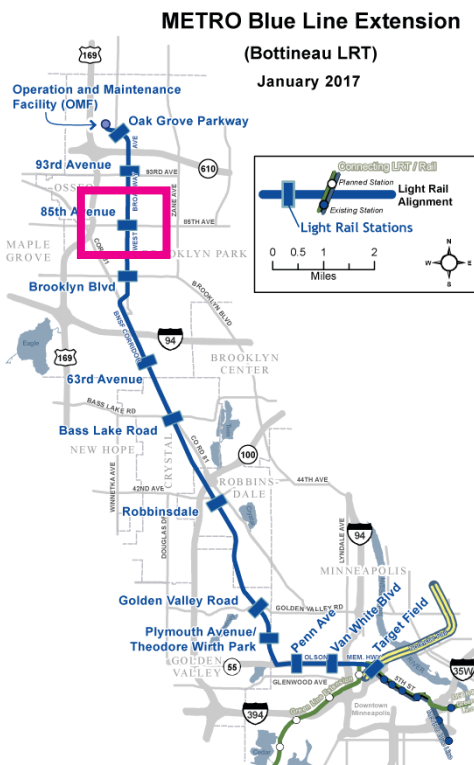 METRO Blue Line Extension
(Bottineau LRT)
January 2017
169
Operation and Maintenance
Facility (OMF)
Oak Grove Parkway
AVE
93rd Avenue
93RD AVE
610
OSSEO
BROADWAY
ZANE AVE
85th Avenue
85TH AVE
WEST
MAPLE
GROVE
BROOKLYN PARK
Brooklyn Blvd
BROOKLYN BLVD
BNSF CORRIDOR
Eagle
169
94
BROOKLYN
CENTER
63rd Avenue
BASS LAKE RD
Bass Lake Road
NEW HOPE
CRYSTAL
CO RD 81
100
WINNETKA AVE
42ND AVE
ROBBINS-
DALE
44TH AVE
DOUGLAS DR
Robbinsdale
LYNDALE AVE
94
MINNEAPOLIS
Golden Valley Road
GOLDEN VALLEY RD
Plymouth Avenue/
Theodore Wirth Park
Penn Ave
Van White Blvd
Target Field
GOLDEN
VALLEY
55
OLSON
MEM. HWY
GLENWOOD AVE
Green Line Extension
5TH ST
35W
394
Downtown
Minneapolis
Connecting LRT / Rail
Planned Station
Existing Station
Light Rail
Alignment
Light Rail Stations
0 0.5 1 2
Miles
N
W
E
S